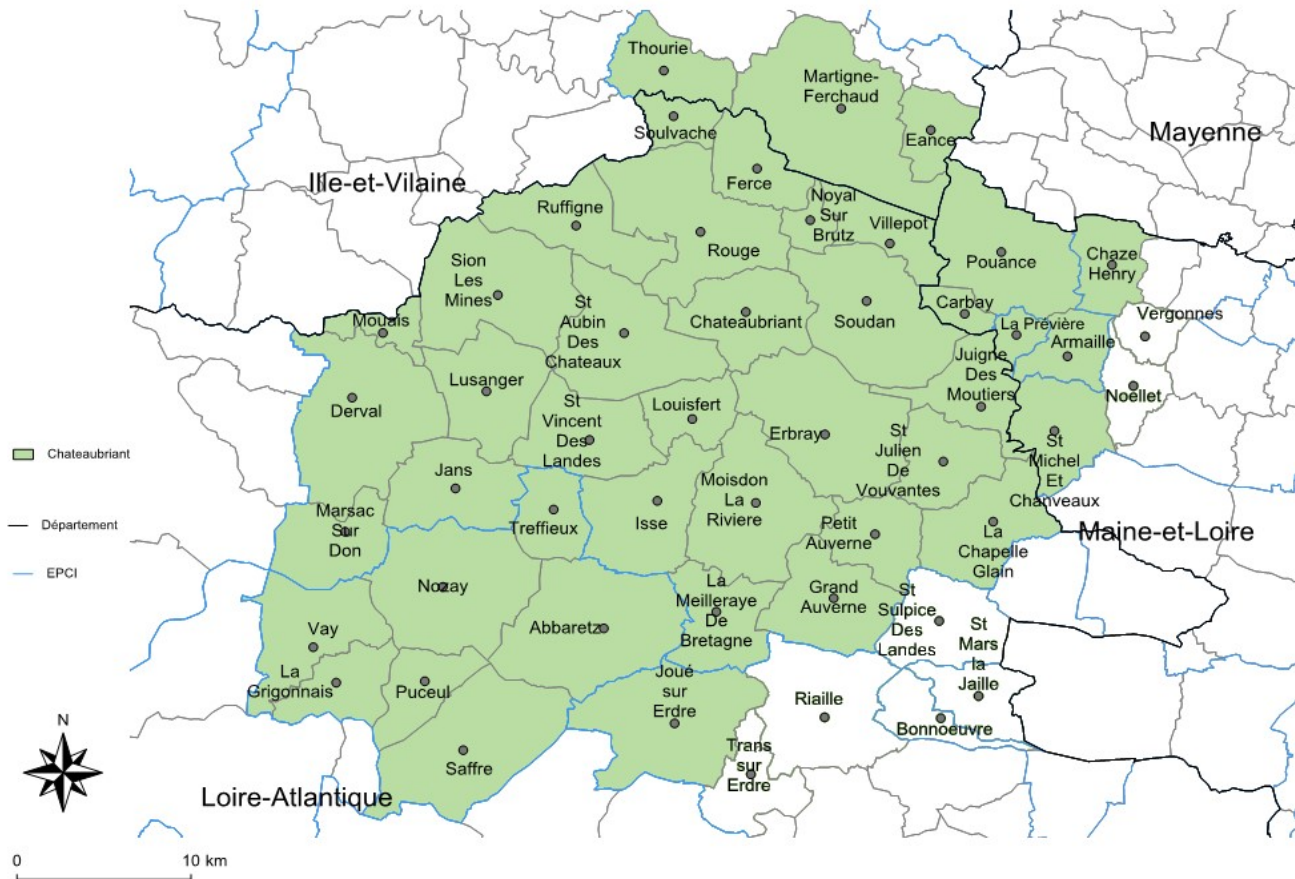 Thourie
Martigne-
Ferchaud
Mayenne
Soulvache
Eance
Ille-et-Vilaine
Ferce
Ruffigne
Noyal
Sur
Brutz
Villepot
Rouge
Pouance
Chaze
Henry
Sion
Les
Mines
St
Aubin
Des
Chateaux
Chateaubriant
Soudan
Carbay
La Prévière
Vergonnes
Mouais
Armaille
Juigne
Des
Moutiers
Lusanger
Derval
St
Vincent
Des
Landes
Louisfert
Noëllet
Erbray
St
Julien
De
Vouvantes
St
Michel
Et
Chanveaux
Chateaubriant
Jans
Moisdon
La
Riviere
Marsac
Sur
Don
Treffieux
Isse
Petit
Auverne
La
Chapelle
Glain
Maine-et-Loire
Département
EPCI
Nozay
La
Meilleraye
De
Bretagne
Grand
Auverne
St
Sulpice
Des
Landes
St
Mars
la
Jaille
Vay
Abbaretz
La
Grigonnais
Puceul
Joué
sur
Erdre
Riaille
Bonnoeuvre
N
Saffre
Trans
sur
Erdre
Loire-Atlantique
0 10 km